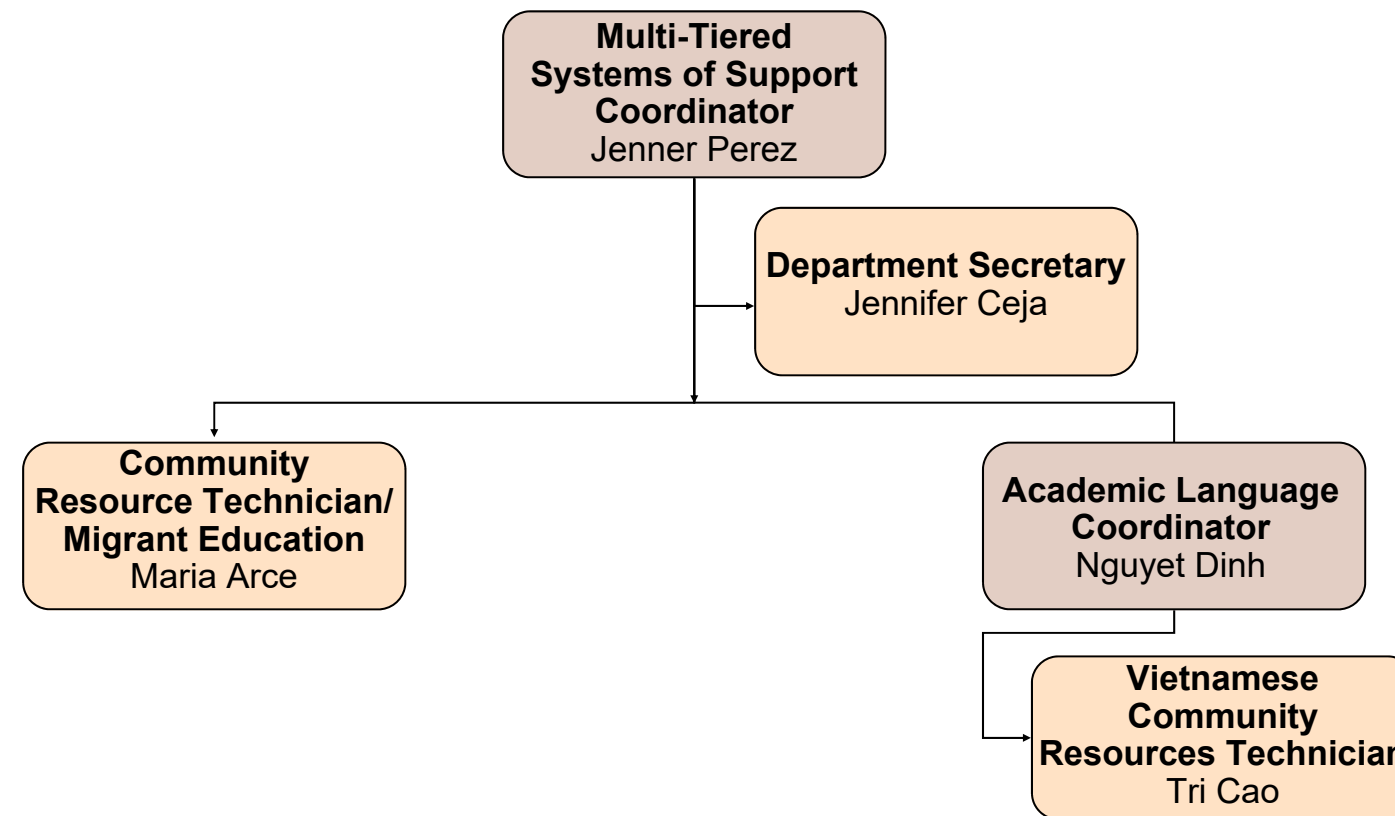 Multi-Tiered
Systems of Support
Coordinator
Jenner Perez
Department Secretary
Jennifer Ceja
Community
Resource Technician/
Migrant Education
Maria Arce
Academic Language
Coordinator
Nguyet Dinh
Vietnamese
Community
Resources Technician
Tri Cao